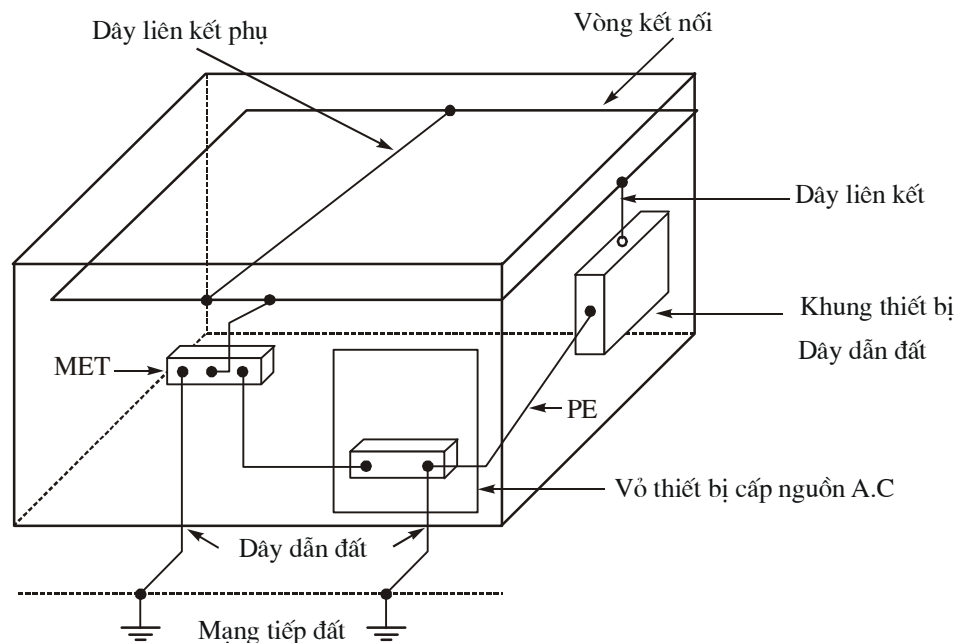 Dây liên kết phụ
Vòng kết nối
Dây liên kết
Khung thiết bị
Dây dẫn đất
MET
PE
Vỏ thiết bị cấp nguồn A.C
Dây dẫn đất
Mạng tiếp đất